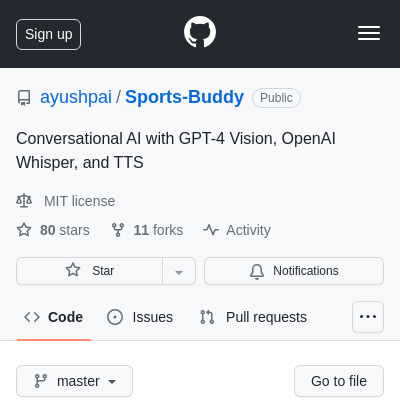 Sign up
ayushpai / Sports-Buddy Public
Conversational AI with GPT-4 Vision, OpenAI
Whisper, and TTS
MIT license
80 stars 11 forks Activity
Star Notifications
Code Issues Pull requests
master Go to file